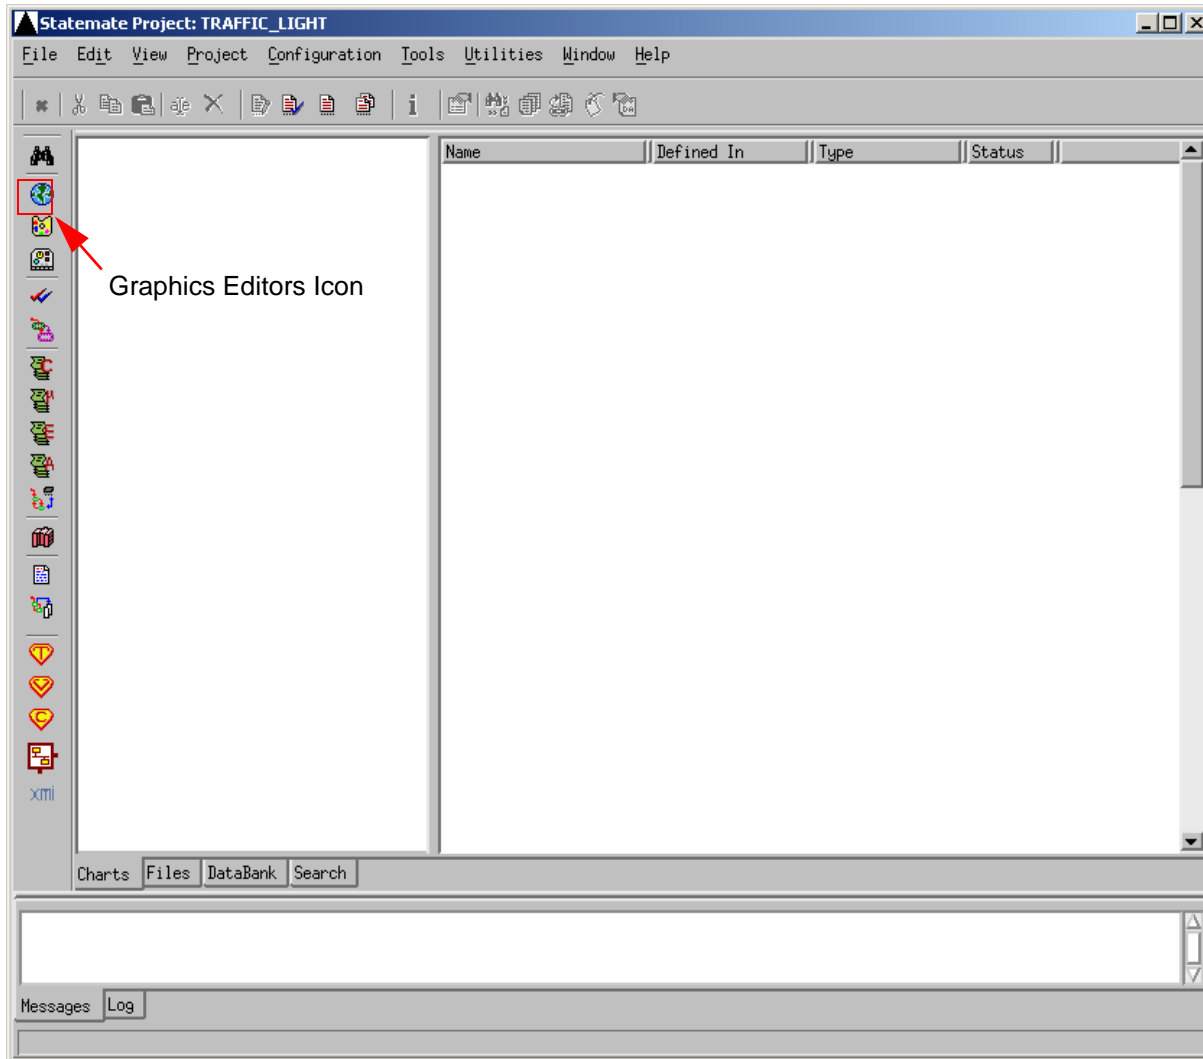 Statemate Project: TRAFFIC_LIGHT
File Edit View Project Configuration Tools Utilities Window Help
i
Name Defined In Type Status
Graphics Editors Icon
C
M
E
A
T
C
xmi
Charts Files DataBank Search
Messages Log